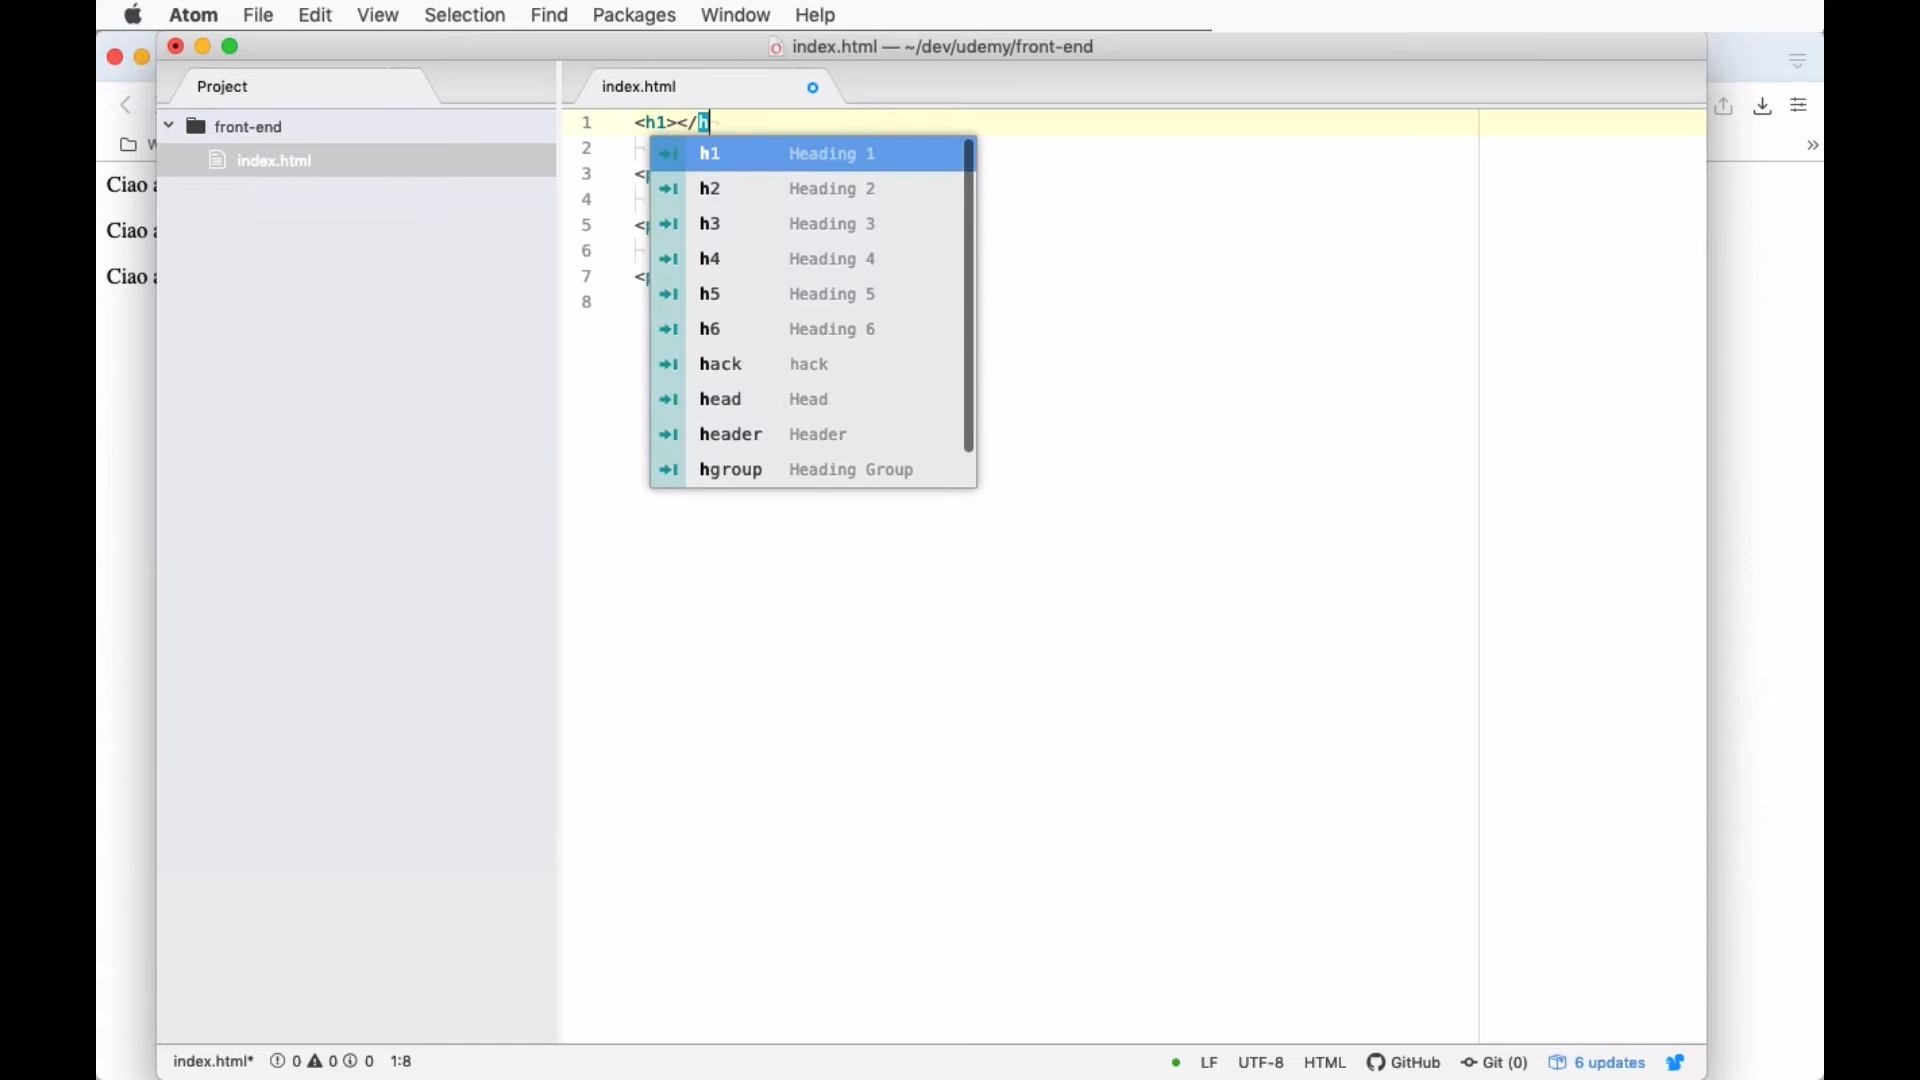 Atom File Edit View Selection Find Packages Window Help
index.html — ~/dev/udemy/front-end
Project
index.html
front-end
index.html
W
Ciao a
Ciao a
Ciao a
1 <h1></h
2
3 <p
4
5 <p
6
7 <p
8
h1 Heading 1
h2 Heading 2
h3 Heading 3
h4 Heading 4
h5 Heading 5
h6 Heading 6
hack hack
head Head
header Header
hgroup Heading Group
index.html* 0 0 0 1:8
LF UTF-8 HTML GitHub Git (0) 6 updates